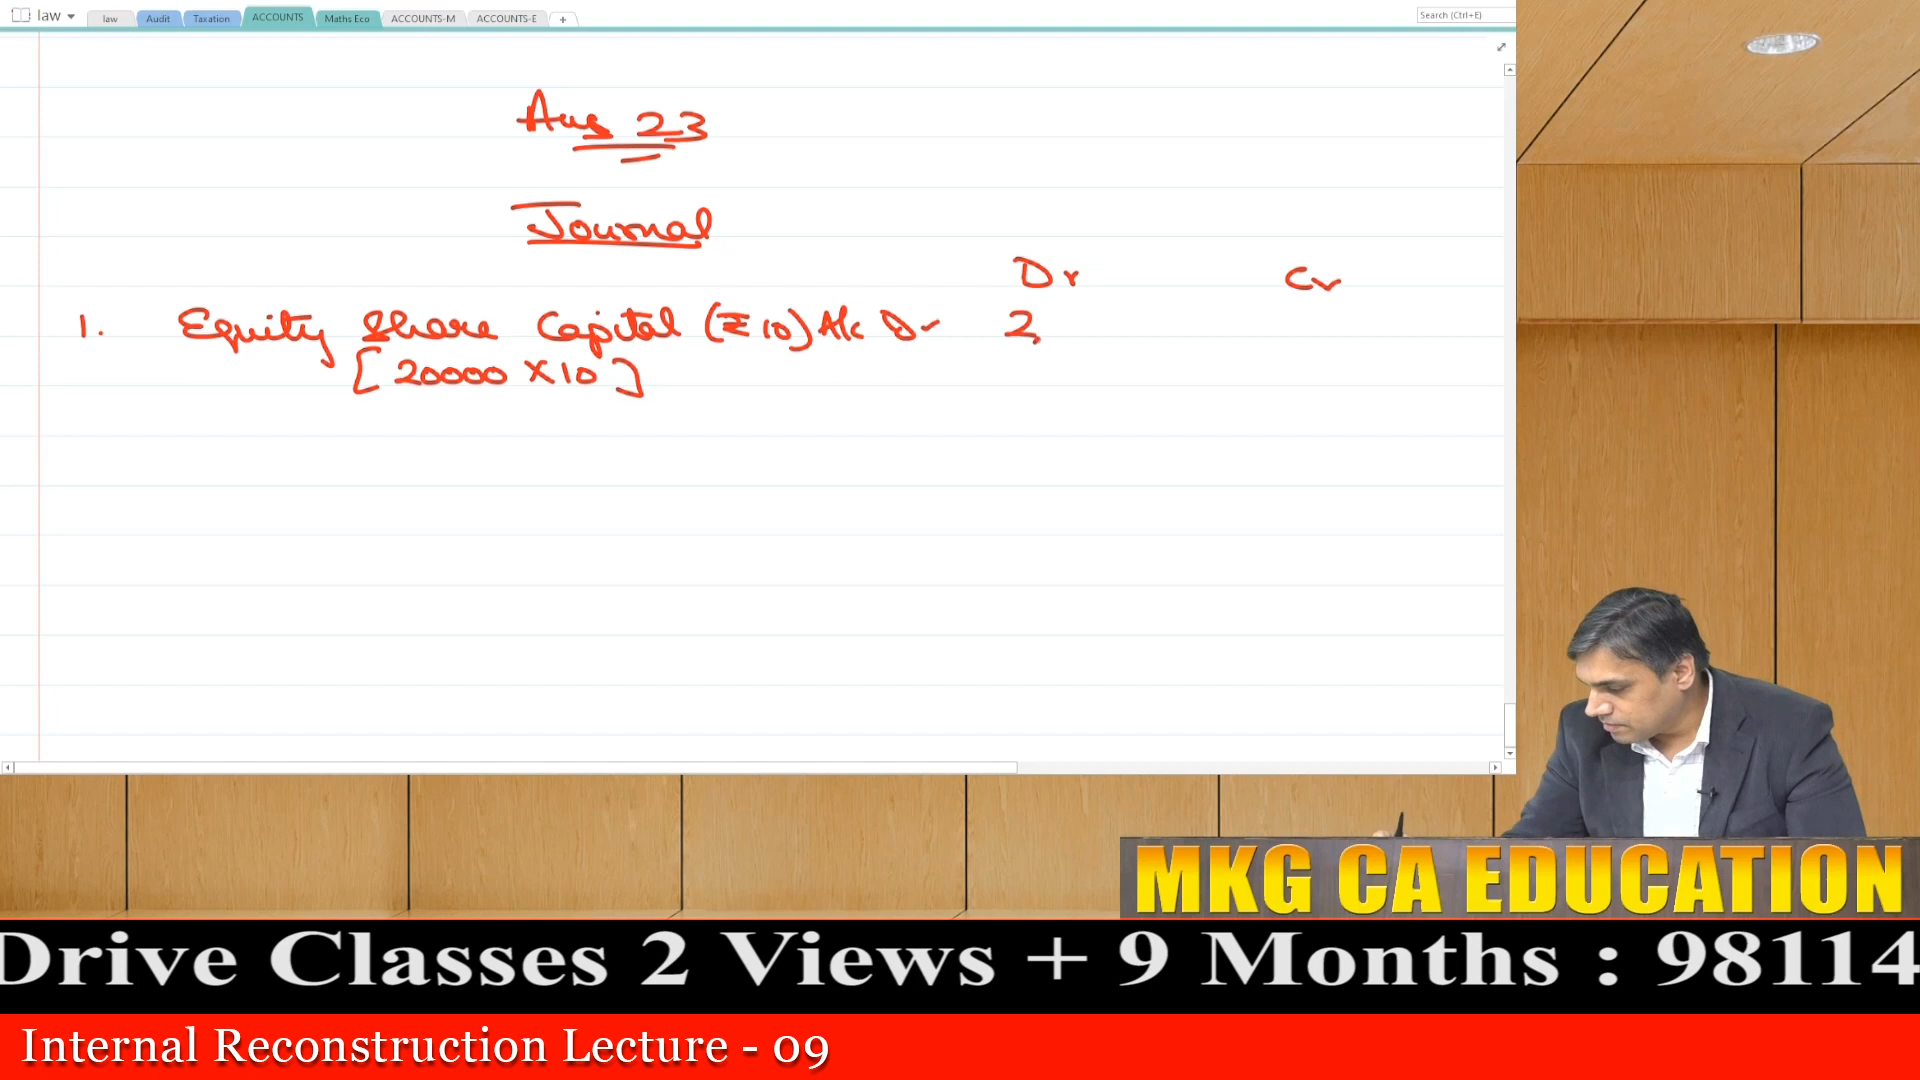 law
law Audit Taxation ACCOUNTS Maths Eco ACCOUNTS-M ACCOUNTS-E +
Search (Ctrl+E)
Aug 23
Journal
Dr Cr
1. Equity Share Capital (₹10) A/c Dr 2,
[20000 X 10]
MKG CA EDUCATION
Drive Classes 2 Views + 9 Months : 98114
Internal Reconstruction Lecture - 09